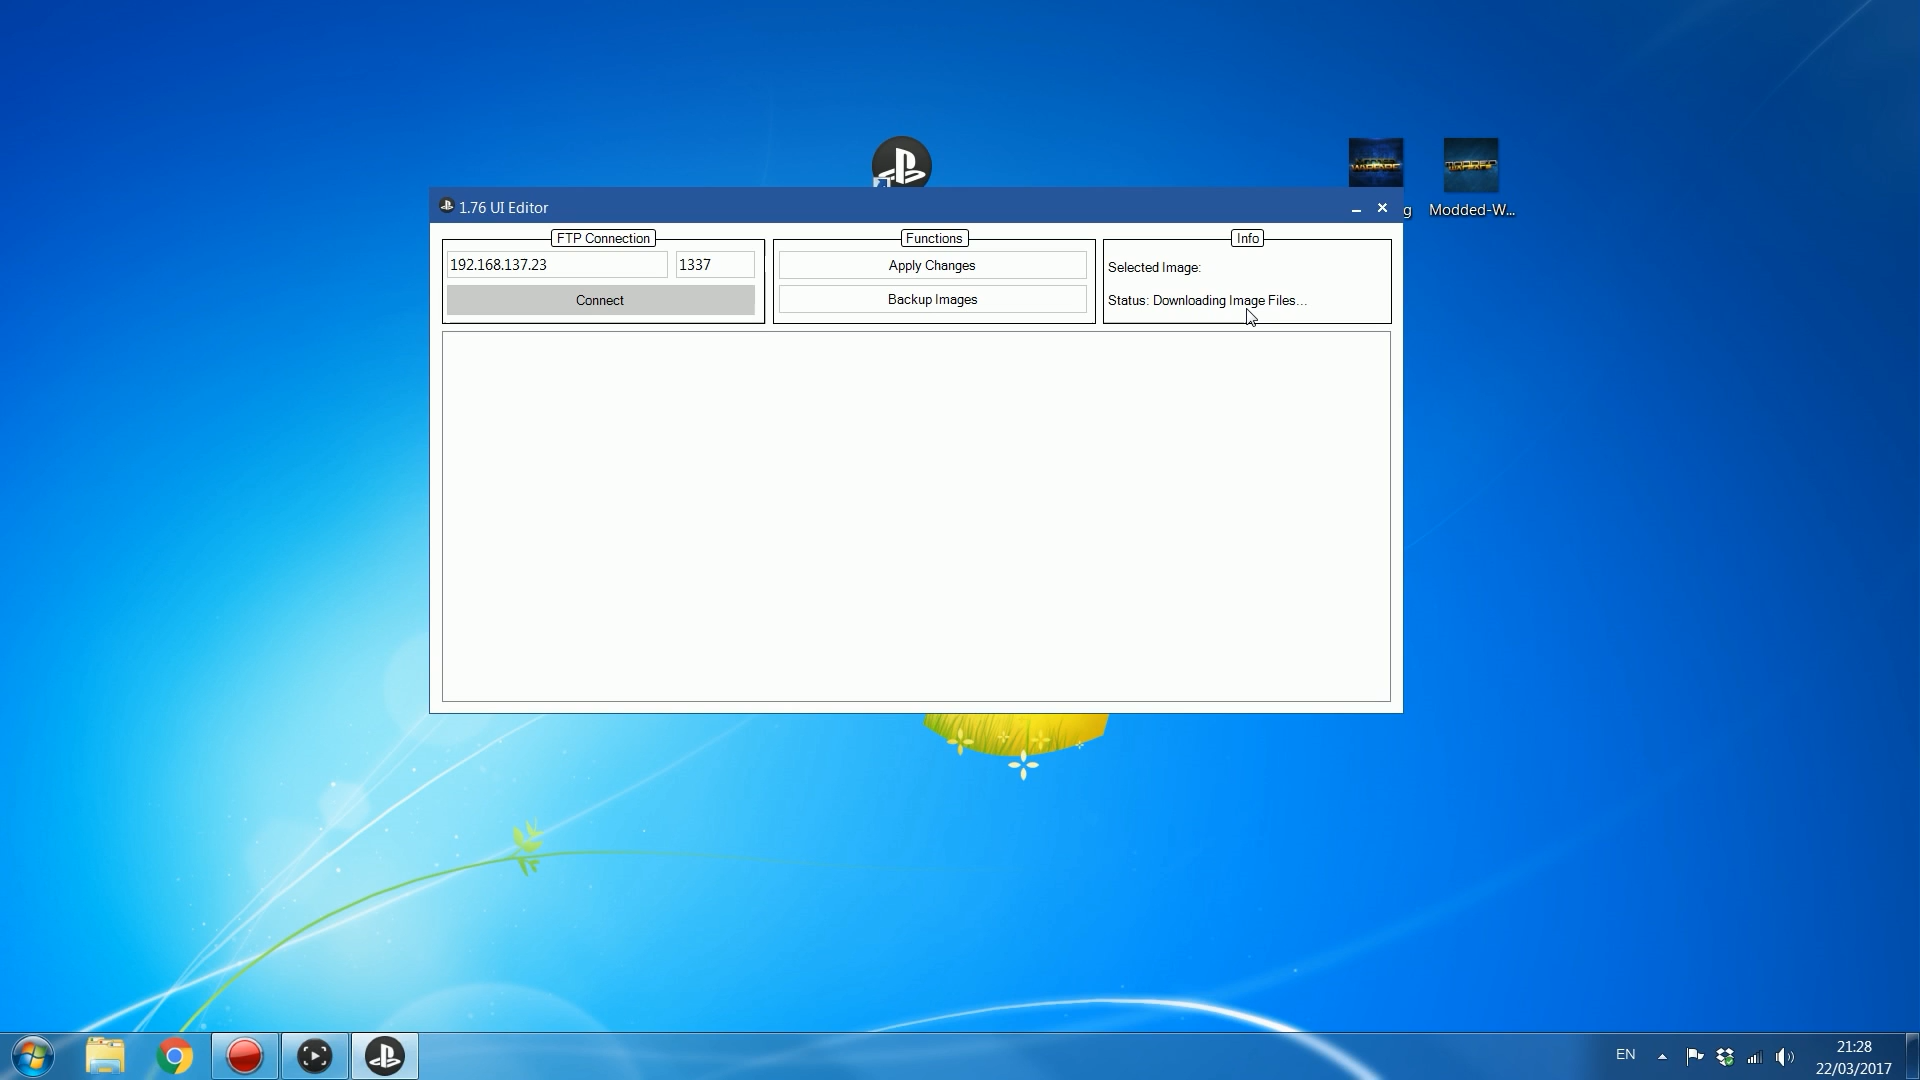 1.76 UI Editor
FTP Connection
192.168.137.23
1337
Connect
Functions
Apply Changes
Backup Images
Info
Selected Image:
Status: Downloading Image Files...
g
Modded-W...
EN
21:28
22/03/2017